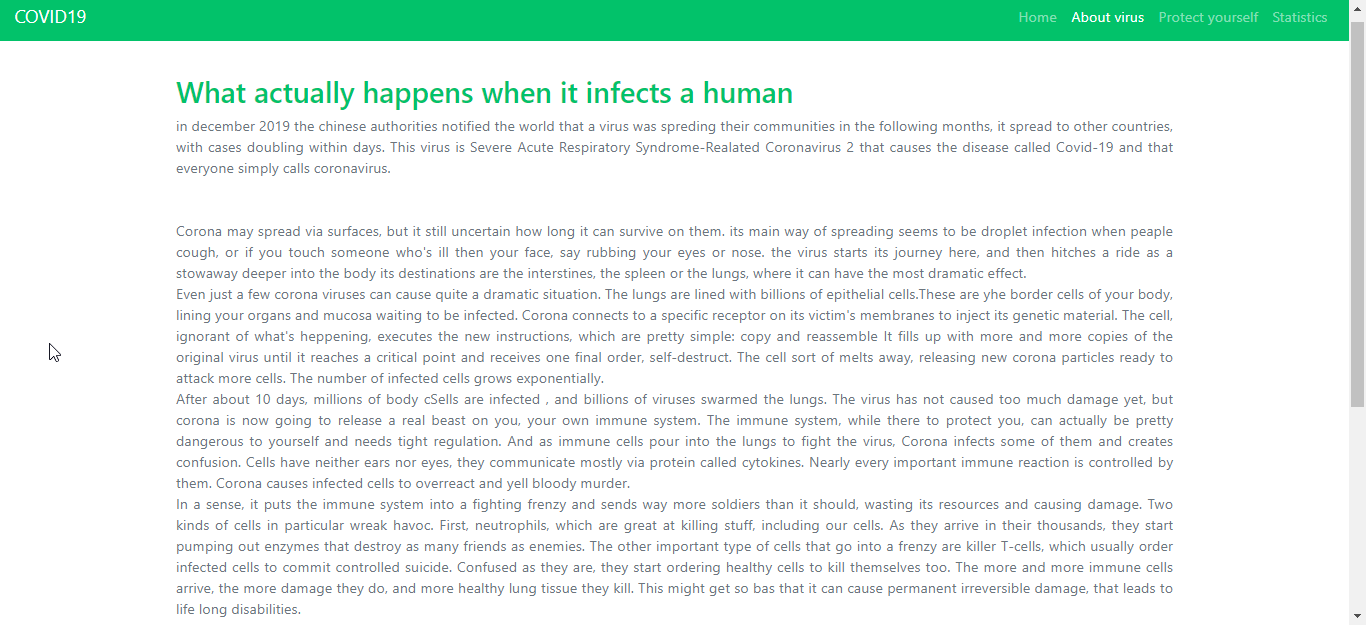 COVID19 Home About virus Protect yourself Statistics
What actually happens when it infects a human
in december 2019 the chinese authorities notified the world that a virus was spreding their communities in the following months, it spread to other countries,
with cases doubling within days. This virus is Severe Acute Respiratory Syndrome-Realated Coronavirus 2 that causes the disease called Covid-19 and that
everyone simply calls coronavirus.
Corona may spread via surfaces, but it still uncertain how long it can survive on them. its main way of spreading seems to be droplet infection when peaple
cough, or if you touch someone who's ill then your face, say rubbing your eyes or nose. the virus starts its journey here, and then hitches a ride as a
stowaway deeper into the body its destinations are the interstines, the spleen or the lungs, where it can have the most dramatic effect.
Even just a few corona viruses can cause quite a dramatic situation. The lungs are lined with billions of epithelial cells.These are yhe border cells of your body,
lining your organs and mucosa waiting to be infected. Corona connects to a specific receptor on its victim's membranes to inject its genetic material. The cell,
ignorant of what's heppening, executes the new instructions, which are pretty simple: copy and reassemble It fills up with more and more copies of the
original virus until it reaches a critical point and receives one final order, self-destruct. The cell sort of melts away, releasing new corona particles ready to
attack more cells. The number of infected cells grows exponentially.
After about 10 days, millions of body cSells are infected , and billions of viruses swarmed the lungs. The virus has not caused too much damage yet, but
corona is now going to release a real beast on you, your own immune system. The immune system, while there to protect you, can actually be pretty
dangerous to yourself and needs tight regulation. And as immune cells pour into the lungs to fight the virus, Corona infects some of them and creates
confusion. Cells have neither ears nor eyes, they communicate mostly via protein called cytokines. Nearly every important immune reaction is controlled by
them. Corona causes infected cells to overreact and yell bloody murder.
In a sense, it puts the immune system into a fighting frenzy and sends way more soldiers than it should, wasting its resources and causing damage. Two
kinds of cells in particular wreak havoc. First, neutrophils, which are great at killing stuff, including our cells. As they arrive in their thousands, they start
pumping out enzymes that destroy as many friends as enemies. The other important type of cells that go into a frenzy are killer T-cells, which usually order
infected cells to commit controlled suicide. Confused as they are, they start ordering healthy cells to kill themselves too. The more and more immune cells
arrive, the more damage they do, and more healthy lung tissue they kill. This might get so bas that it can cause permanent irreversible damage, that leads to
life long disabilities.